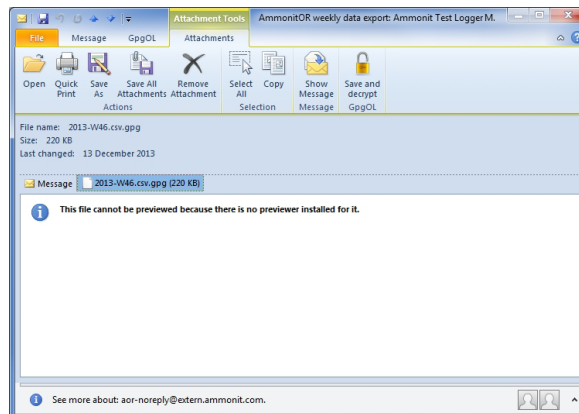 Attachment Tools AmmonitOR weekly data export: Ammonit Test Logger M.
File Message GpgOL Attachments
Open Quick Print Save As Save All Attachments Remove Attachment Select All Copy Show Message Save and decrypt
Actions Selection Message GpgOL
File name: 2013-W46.csv.gpg
Size: 220 KB
Last changed: 13 December 2013
Message 2013-W46.csv.gpg (220 KB)
This file cannot be previewed because there is no previewer installed for it.
See more about: aor-noreply@extern.ammonit.com.